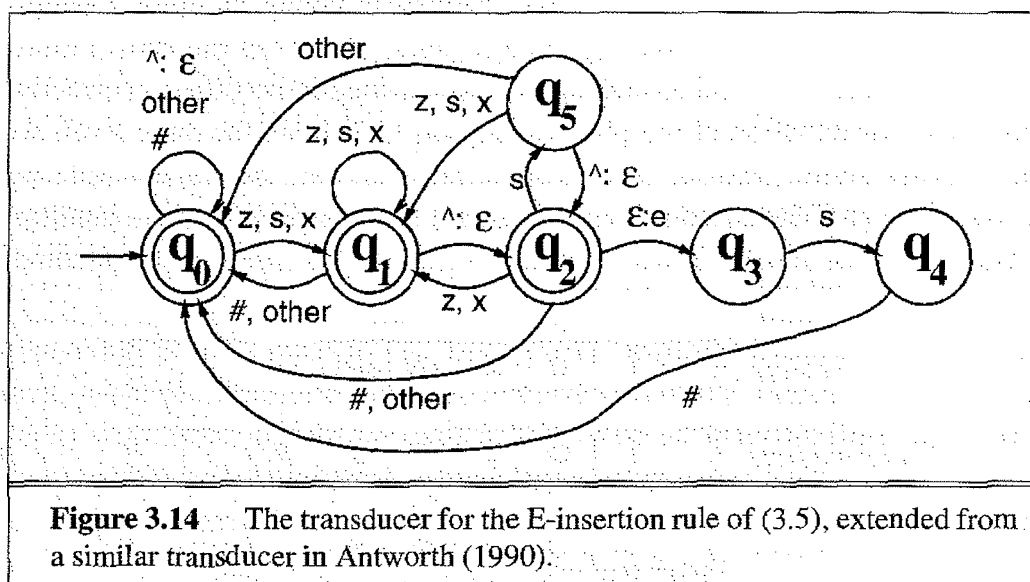 other
^: ε
other
#
z, s, x
z, s, x
q5
s
^: ε
z, s, x
^: ε
ε:e
s
q0
q1
q2
q3
q4
#, other
z, x
#, other
#
Figure 3.14 The transducer for the E-insertion rule of (3.5), extended from
a similar transducer in Antworth (1990).